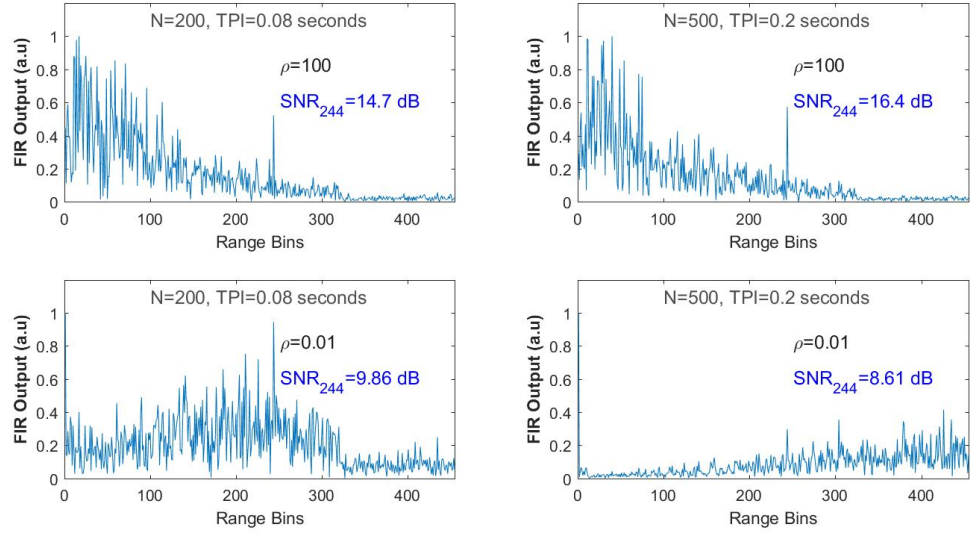 N=200, TPI=0.08 seconds
ρ=100
SNR244=14.7 dB
FIR Output (a.u)
1
0.8
0.6
0.4
0.2
0
0 100 200 300 400
Range Bins
N=500, TPI=0.2 seconds
ρ=100
SNR244=16.4 dB
FIR Output (a.u)
1
0.8
0.6
0.4
0.2
0
0 100 200 300 400
Range Bins
N=200, TPI=0.08 seconds
ρ=0.01
SNR244=9.86 dB
FIR Output (a.u)
1
0.8
0.6
0.4
0.2
0
0 100 200 300 400
Range Bins
N=500, TPI=0.2 seconds
ρ=0.01
SNR244=8.61 dB
FIR Output (a.u)
1
0.8
0.6
0.4
0.2
0
0 100 200 300 400
Range Bins